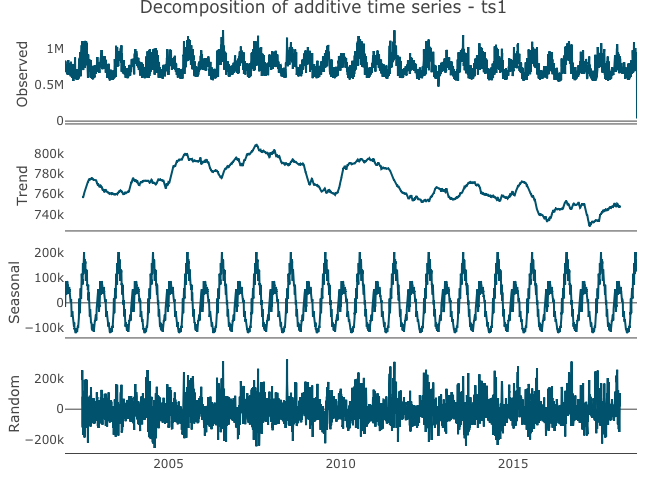 Decomposition of additive time series - ts1
Observed
1M
0.5M
0
Trend
800k
780k
760k
740k
Seasonal
200k
100k
0
−100k
Random
200k
0
−200k
2005 2010 2015